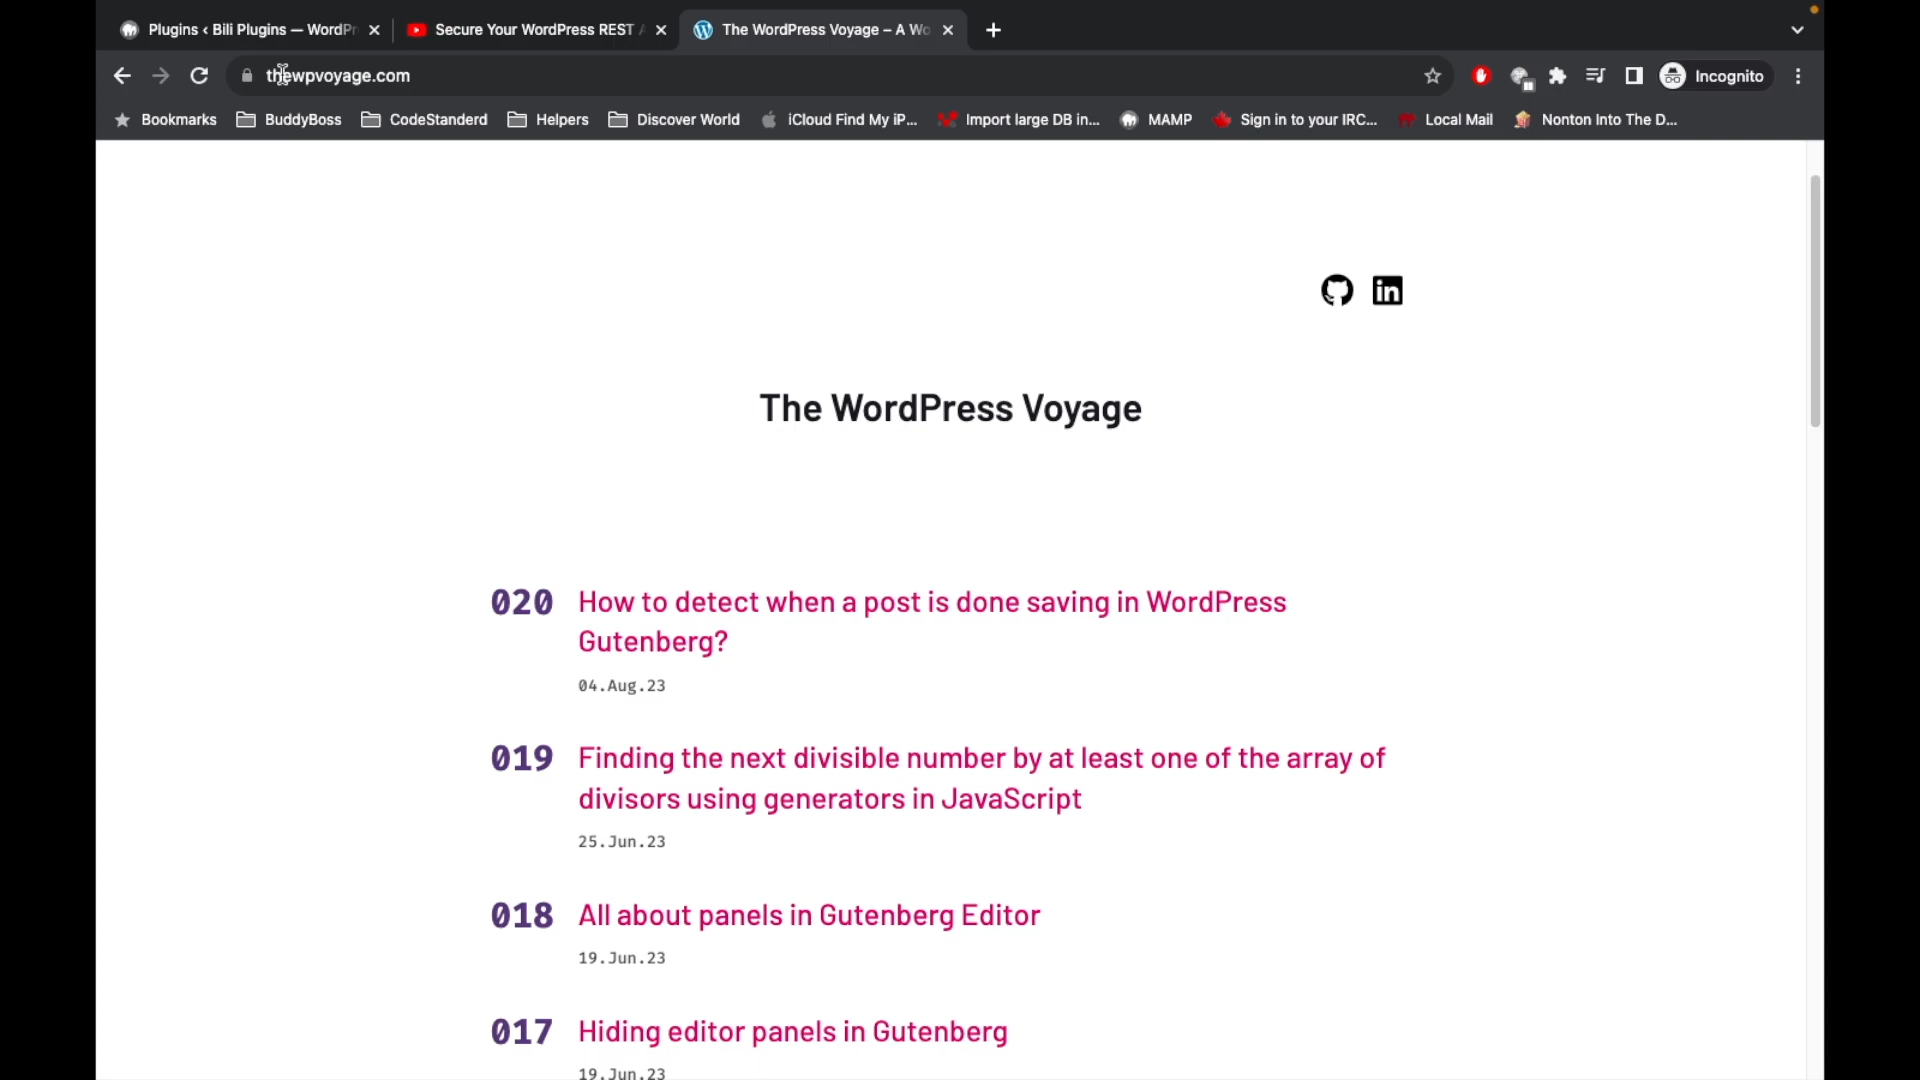 Plugins ‹ Bili Plugins — WordPr
Secure Your WordPress REST A
The WordPress Voyage – A Wo
thewpvoyage.com
Incognito
Bookmarks
BuddyBoss
CodeStanderd
Helpers
Discover World
iCloud Find My iP...
Import large DB in...
MAMP
Sign in to your IRC...
Local Mail
Nonton Into The D...
in
The WordPress Voyage
020 How to detect when a post is done saving in WordPress
Gutenberg?
04.Aug.23
019 Finding the next divisible number by at least one of the array of
divisors using generators in JavaScript
25.Jun.23
018 All about panels in Gutenberg Editor
19.Jun.23
017 Hiding editor panels in Gutenberg
19.Jun.23